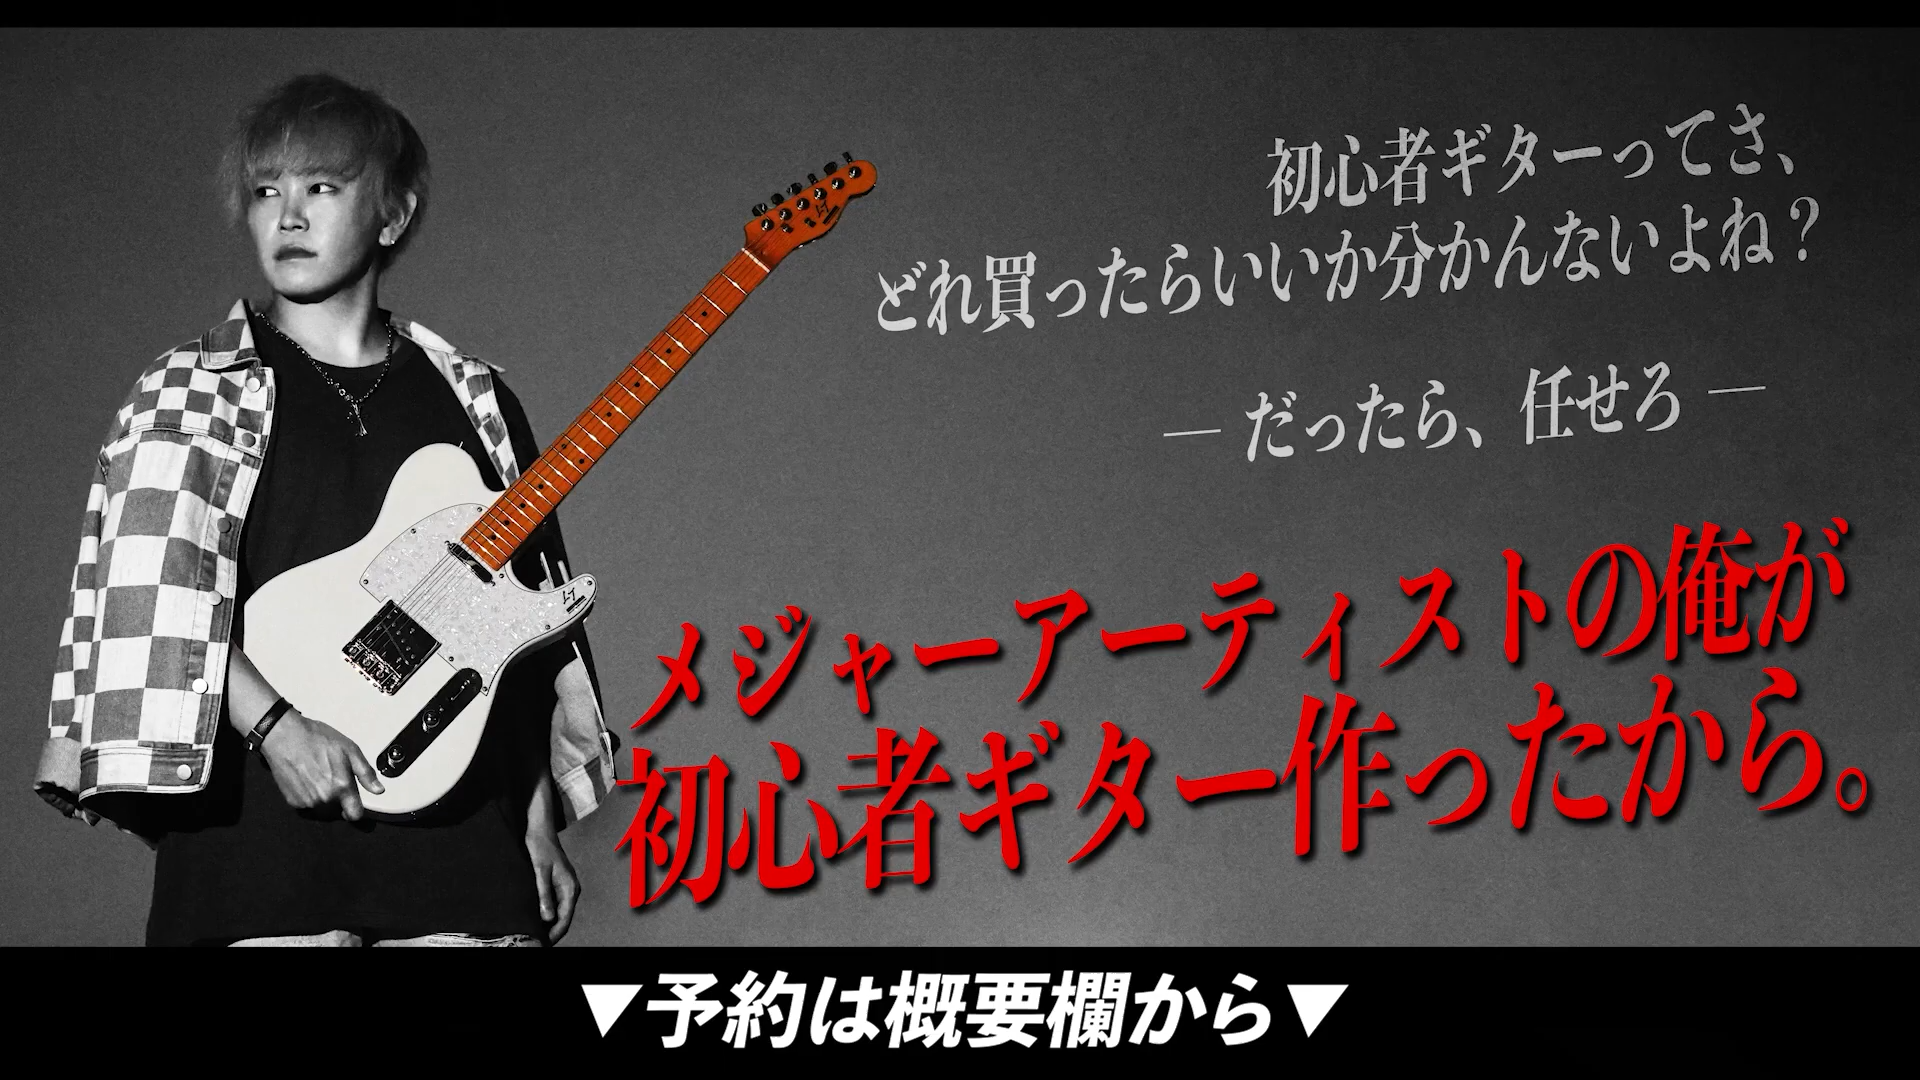 初心者ギターってさ、
どれ買ったらいいか分かんないよね？
― だったら、任せろ ―
メジャーアーティストの俺が
初心者ギター作ったから。
▼予約は概要欄から▼